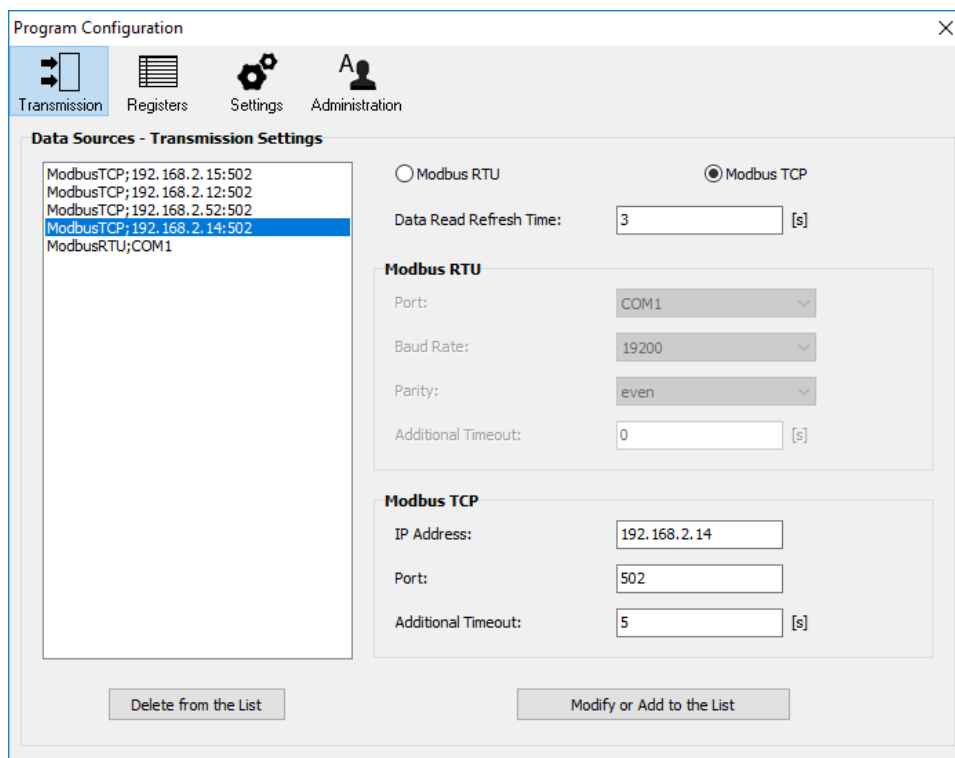 Program Configuration
Transmission Registers Settings Administration
Data Sources - Transmission Settings
ModbusTCP;192.168.2.15:502
ModbusTCP;192.168.2.12:502
ModbusTCP;192.168.2.52:502
ModbusTCP;192.168.2.14:502
ModbusRTU;COM1
Modbus RTU Modbus TCP
Data Read Refresh Time: 3 [s]
Modbus RTU
Port: COM1
Baud Rate: 19200
Parity: even
Additional Timeout: 0 [s]
Modbus TCP
IP Address: 192.168.2.14
Port: 502
Additional Timeout: 5 [s]
Delete from the List Modify or Add to the List